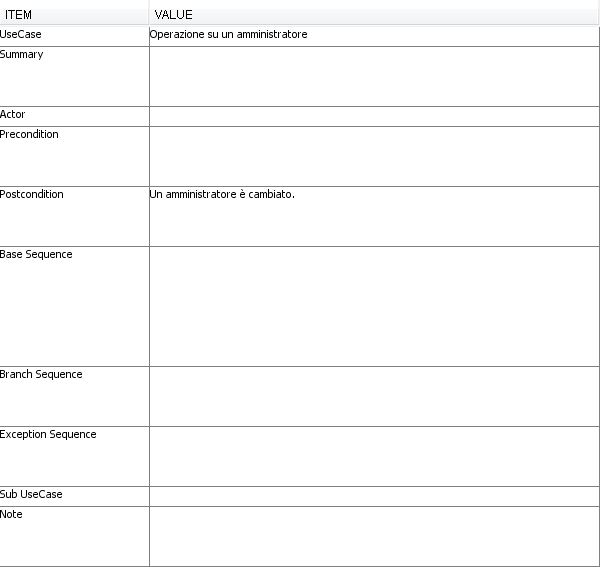 ITEM VALUE
UseCase Operazione su un amministratore
Summary
Actor
Precondition
Postcondition Un amministratore è cambiato.
Base Sequence
Branch Sequence
Exception Sequence
Sub UseCase
Note